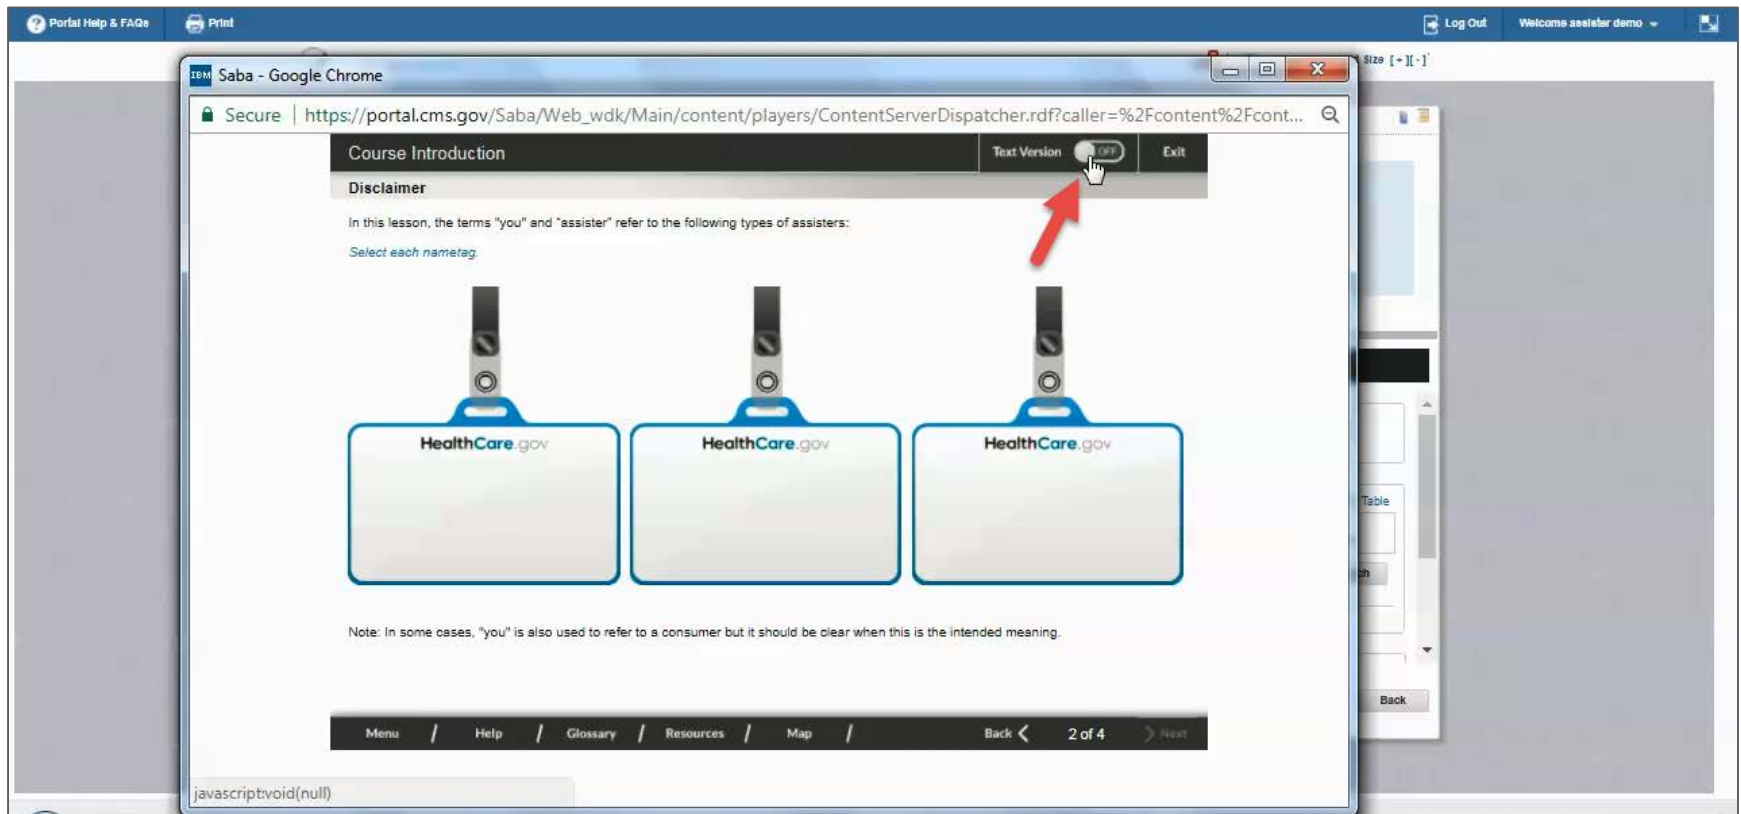 Portal Help & FAQs Print Log Out Welcome assister demo
Size [+][-]
IBM Saba - Google Chrome
Secure | https://portal.cms.gov/Saba/Web_wdk/Main/content/players/ContentServerDispatcher.rdf?caller=%2Fcontent%2Fcont...
Course Introduction Text Version OFF Exit
Disclaimer
In this lesson, the terms "you" and "assister" refer to the following types of assisters:
Select each nametag.
HealthCare.gov HealthCare.gov HealthCare.gov
Table
ch
Note: In some cases, "you" is also used to refer to a consumer but it should be clear when this is the intended meaning.
Back
Menu / Help / Glossary / Resources / Map / Back 2 of 4 Next
javascript:void(null)